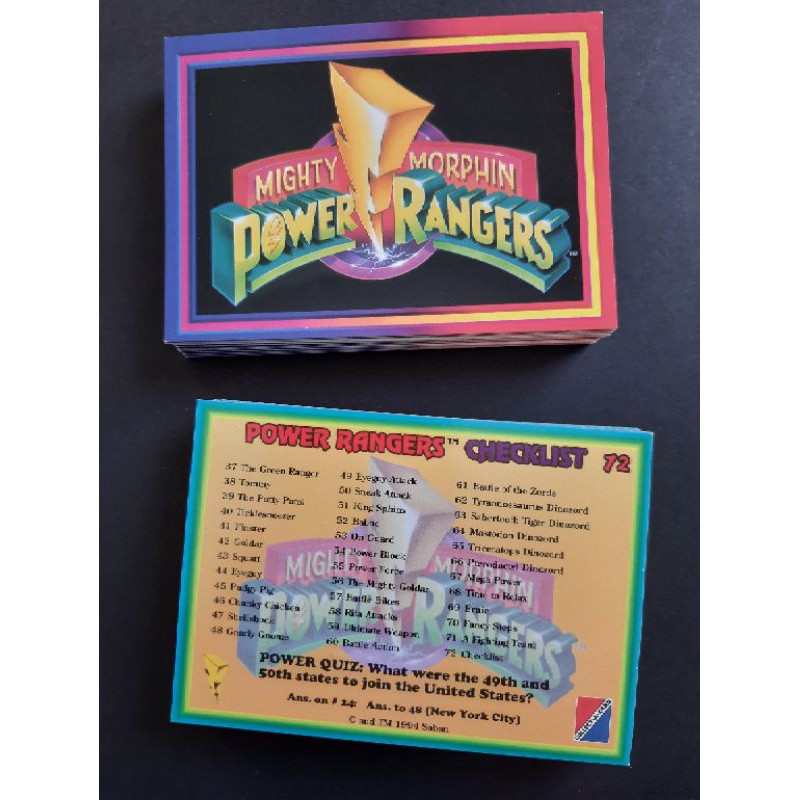 MIGHTY MORPHIN
POWER RANGERS
POWER RANGERS™ CHECKLIST 72
37 The Green Ranger
38 Tommy
39 The Putty Patrol
40 Ticklesneezer
41 Finster
42 Goldar
43 Squatt
44 Eyeguy
45 Pudgy Pig
46 Chunky Chicken
47 Shellshock
48 Gnarly Gnome
49 Eyeguy Attack
50 Sneak Attack
51 King Sphinx
52 Baboo
53 On Guard
54 Power Block
55 Power Force
56 The Mighty Goldar
57 Battle Bikes
58 Rita Attacks
59 Ultimate Weapon
60 Battle Action
61 Battle of the Zords
62 Tyrannosaurus Dinozord
63 Sabertooth Tiger Dinozord
64 Mastodon Dinozord
65 Triceratops Dinozord
66 Pterodactyl Dinozord
67 Mega Power
68 Time to Relax
69 Ernie
70 Fancy Steps
71 A Fighting Team
72 Checklist
MIGHTY MORPHIN
POWER RANGERS
POWER QUIZ: What were the 49th and
50th states to join the United States?
Ans. on # 24: Ans. to 48 (New York City)
© and TM 1994 Saban